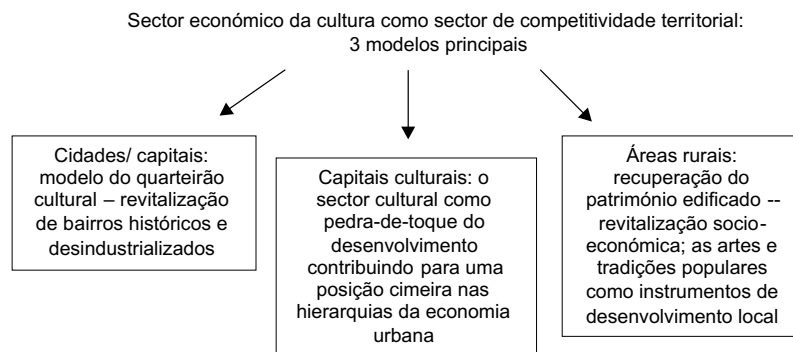 Sector económico da cultura como sector de competitividade territorial:
3 modelos principais
Cidades/ capitais:
modelo do quarteirão
cultural – revitalização
de bairros históricos e
desindustrializados
Capitais culturais: o
sector cultural como
pedra-de-toque do
desenvolvimento
contribuindo para uma
posição cimeira nas
hierarquias da economia
urbana
Áreas rurais:
recuperação do
património edificado --
revitalização socio-
económica; as artes e
tradições populares
como instrumentos de
desenvolvimento local